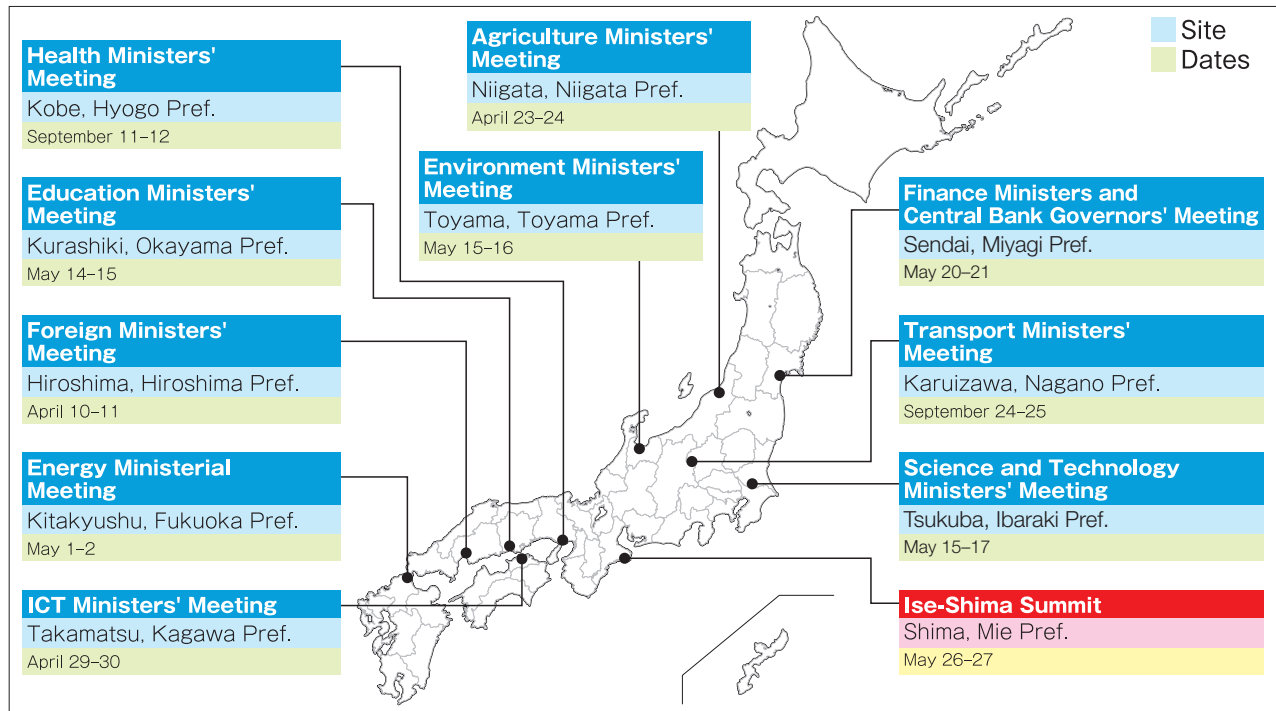 Health Ministers'
Meeting
Kobe, Hyogo Pref.
September 11–12
Education Ministers'
Meeting
Kurashiki, Okayama Pref.
May 14–15
Foreign Ministers'
Meeting
Hiroshima, Hiroshima Pref.
April 10–11
Energy Ministerial
Meeting
Kitakyushu, Fukuoka Pref.
May 1–2
ICT Ministers' Meeting
Takamatsu, Kagawa Pref.
April 29–30
Agriculture Ministers'
Meeting
Niigata, Niigata Pref.
April 23–24
Environment Ministers'
Meeting
Toyama, Toyama Pref.
May 15–16
Site
Dates
Finance Ministers and
Central Bank Governors' Meeting
Sendai, Miyagi Pref.
May 20–21
Transport Ministers'
Meeting
Karuizawa, Nagano Pref.
September 24–25
Science and Technology
Ministers' Meeting
Tsukuba, Ibaraki Pref.
May 15–17
Ise-Shima Summit
Shima, Mie Pref.
May 26–27